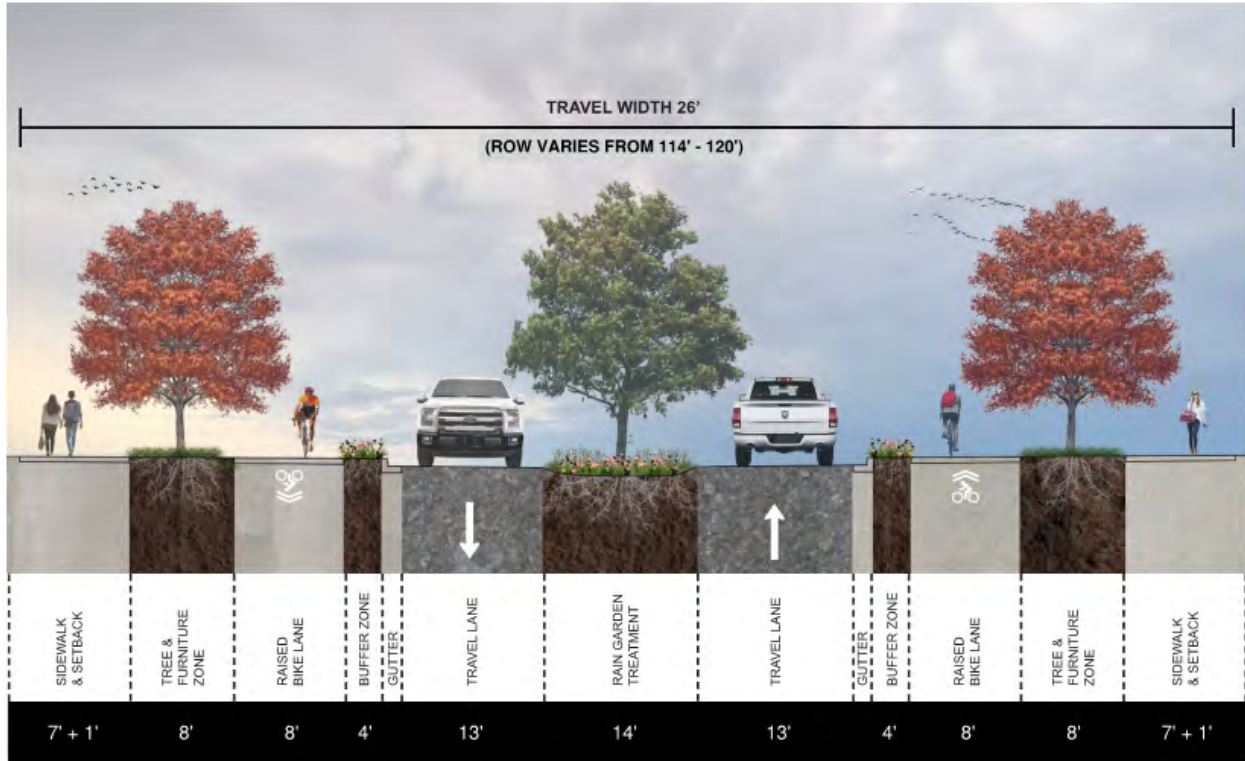 TRAVEL WIDTH 26'
(ROW VARIES FROM 114' - 120')
SIDEWALK
& SETBACK
TREE &
FURNITURE
ZONE
RAISED
BIKE LANE
BUFFER ZONE
GUTTER
TRAVEL LANE
RAIN GARDEN
TREATMENT
TRAVEL LANE
GUTTER
BUFFER ZONE
RAISED
BIKE LANE
TREE &
FURNITURE
ZONE
SIDEWALK
& SETBACK
7' + 1' 8' 8' 4' 13' 14' 13' 4' 8' 8' 7' + 1'